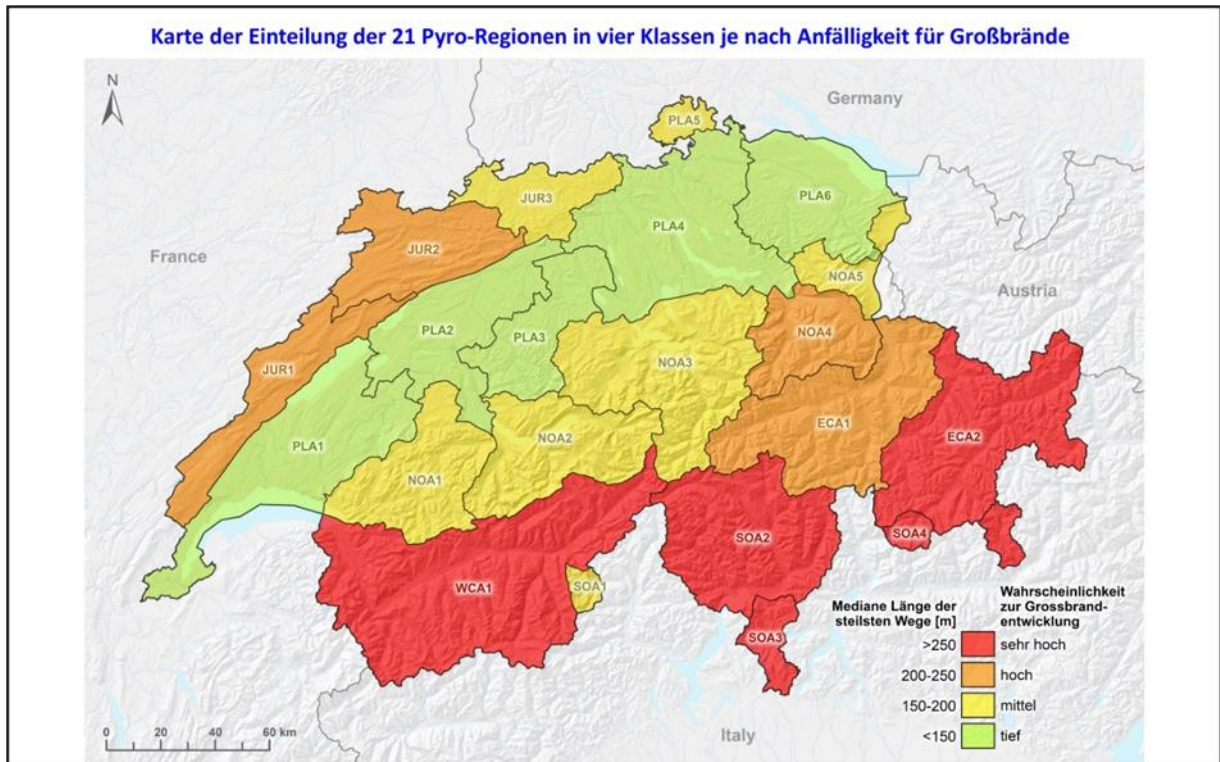 Karte der Einteilung der 21 Pyro-Regionen in vier Klassen je nach Anfälligkeit für Großbrände
N
Germany
PLA5
JUR3
PLA6
PLA4
JUR2
France
NOA5
Austria
PLA2
PLA3
NOA4
NOA3
JUR1
ECA1
ECA2
PLA1
NOA2
NOA1
SOA2
SOA4
WCA1
SOA1
SOA3
Italy
Mediane Länge der
steilsten Wege [m]
Wahrscheinlichkeit
zur Grossbrand-
entwicklung
>250 sehr hoch
200-250 hoch
150-200 mittel
<150 tief
0 20 40 60 km